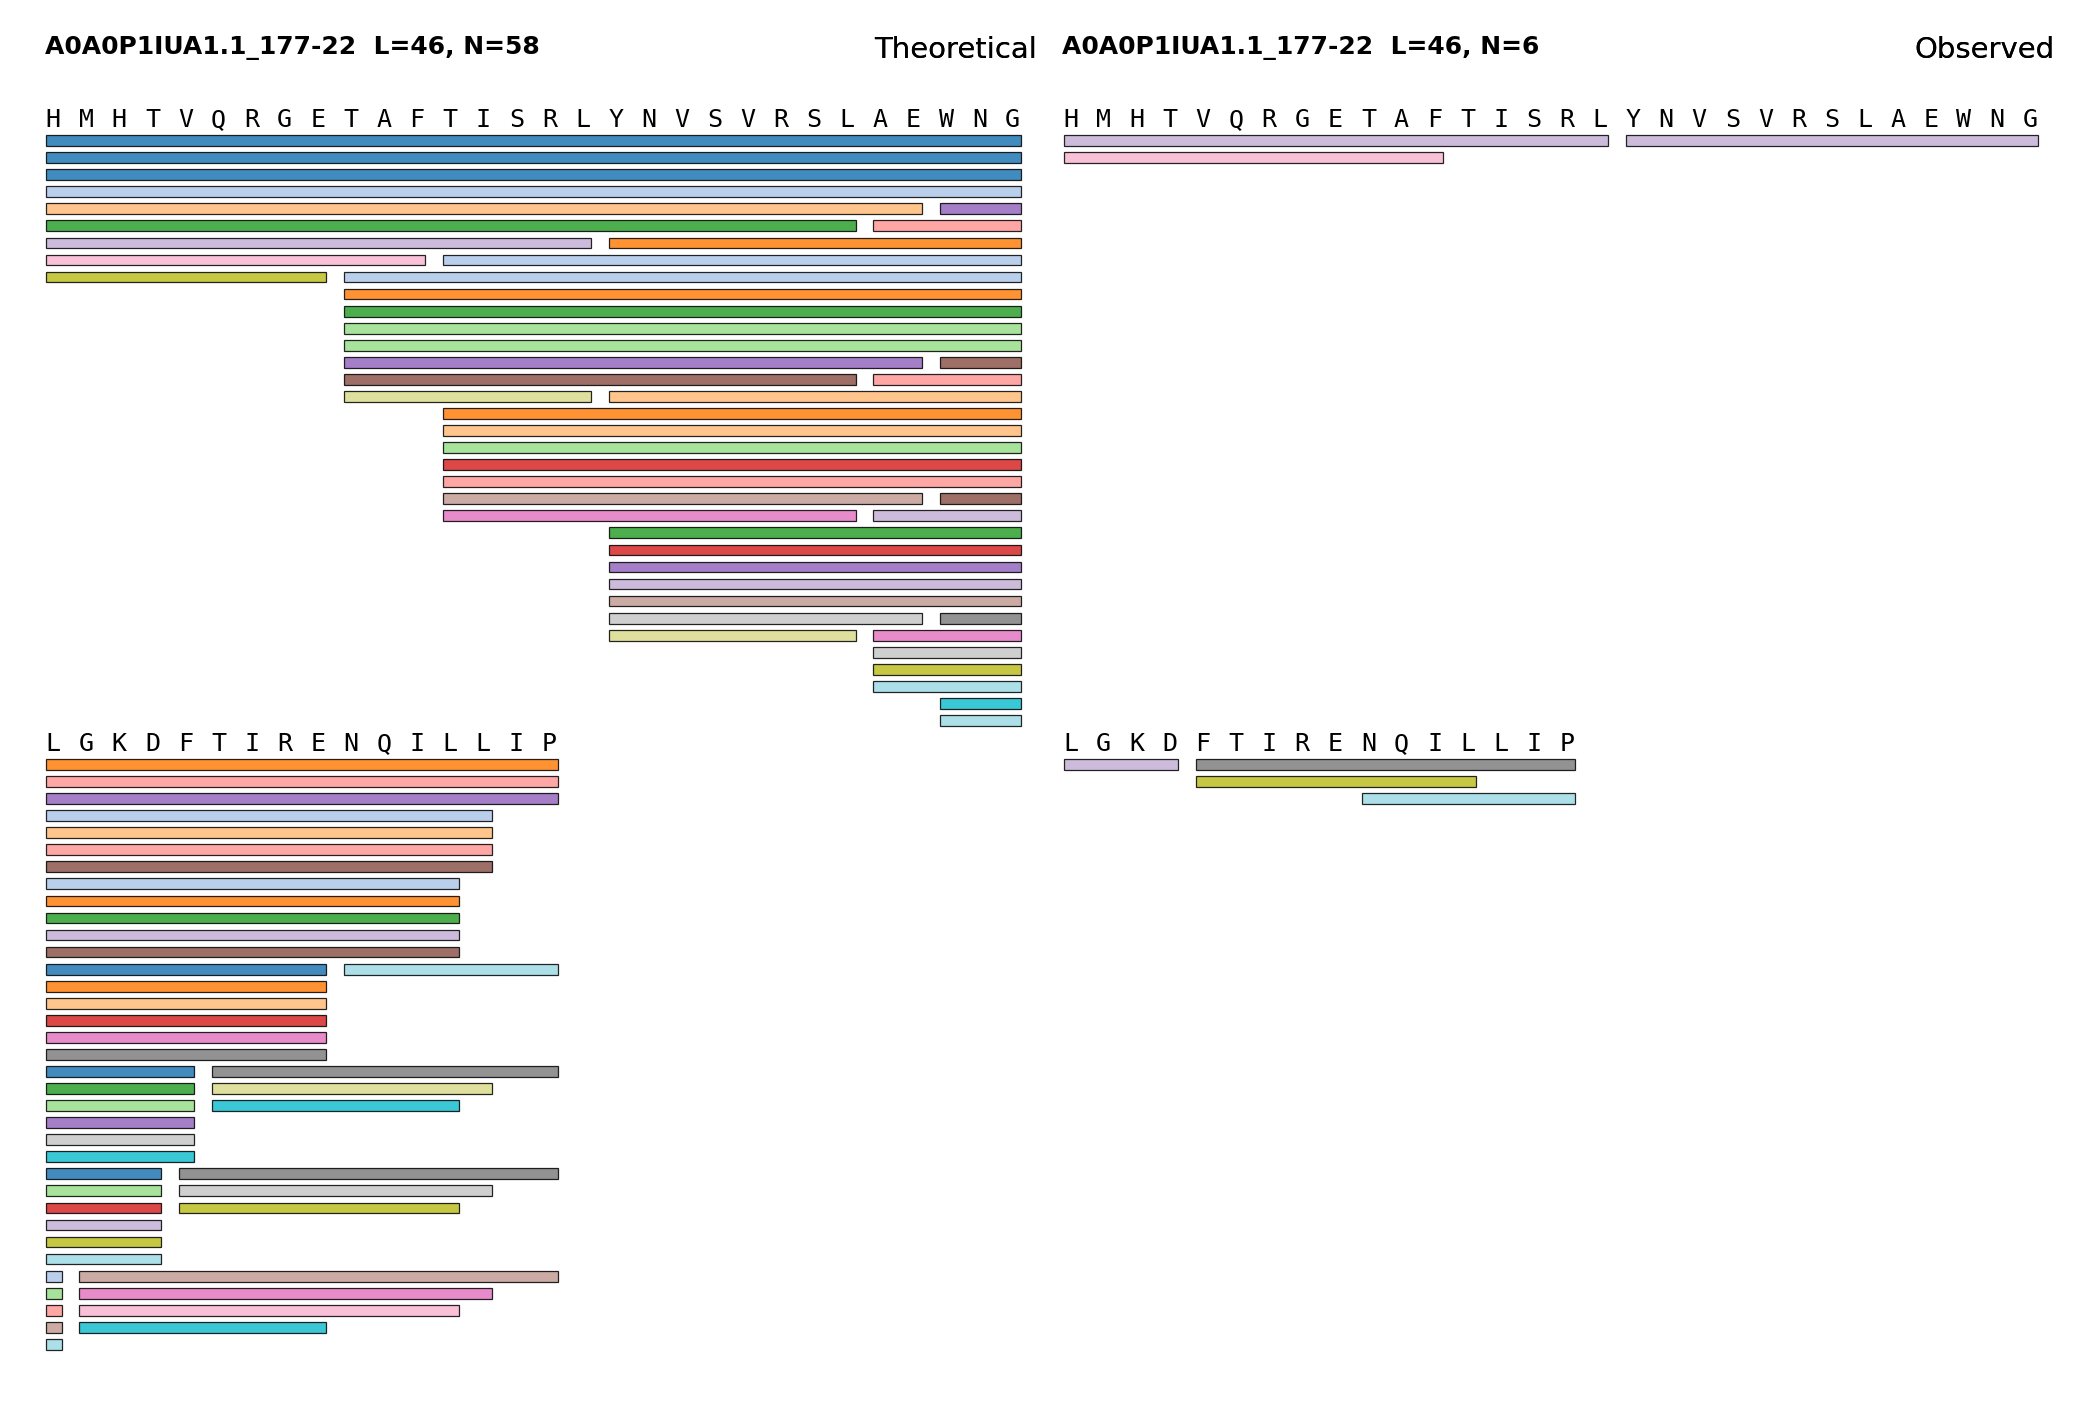 A0A0P1IUA1.1_177-22 L=46, N=58 Theoretical
A0A0P1IUA1.1_177-22 L=46, N=6 Observed
H M H T V Q R G E T A F T I S R L Y N V S V R S L A E W N G
H M H T V Q R G E T A F T I S R L Y N V S V R S L A E W N G
L G K D F T I R E N Q I L L I P
L G K D F T I R E N Q I L L I P